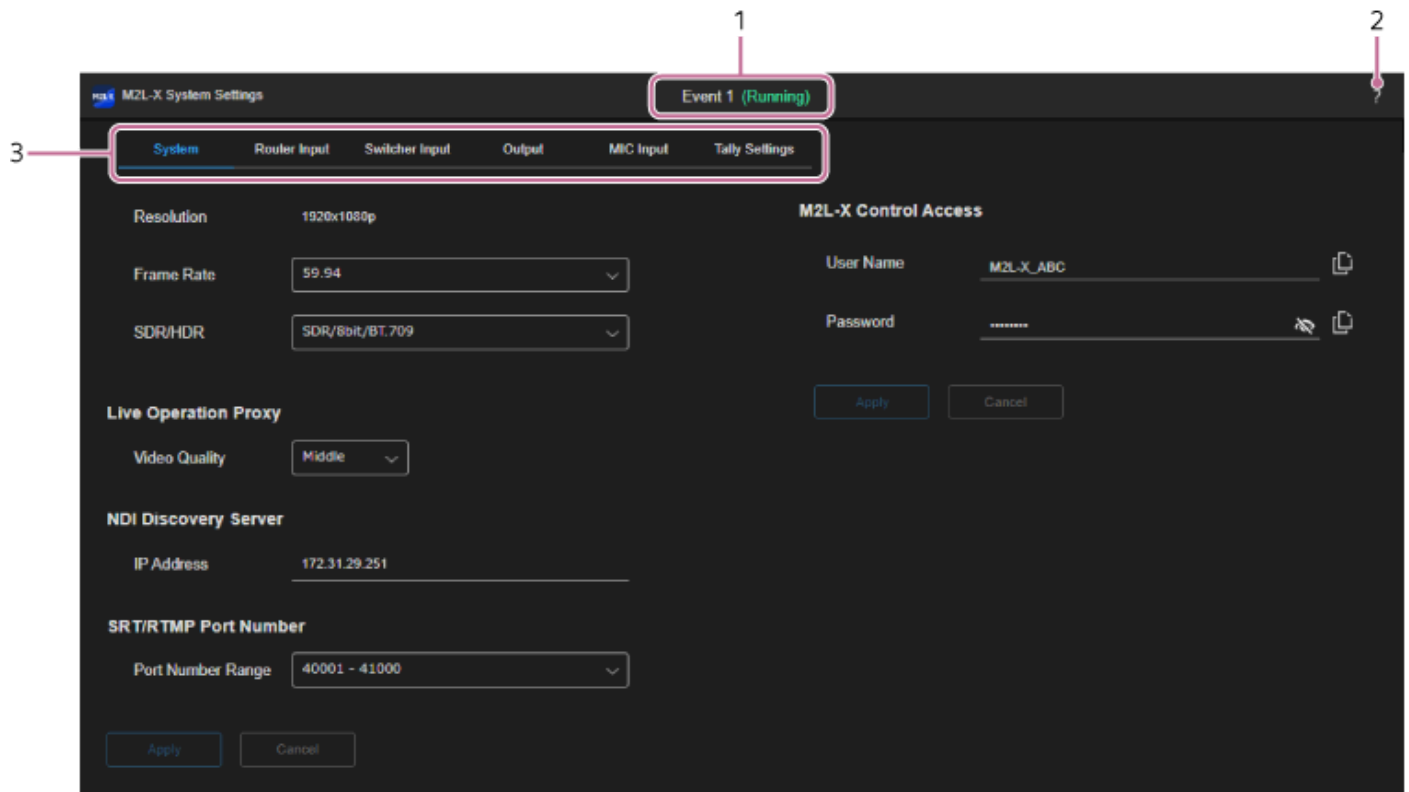 1
2
M2L-X M2L-X System Settings
Event 1 (Running)
?
3
System Router Input Switcher Input Output MIC Input Tally Settings
Resolution 1920x1080p
M2L-X Control Access
Frame Rate 59.94
User Name M2L-X_ABC
SDR/HDR SDR/8bit/BT.709
Password ••••••••
Apply Cancel
Live Operation Proxy
Video Quality Middle
NDI Discovery Server
IP Address 172.31.29.251
SRT/RTMP Port Number
Port Number Range 40001 - 41000
Apply Cancel